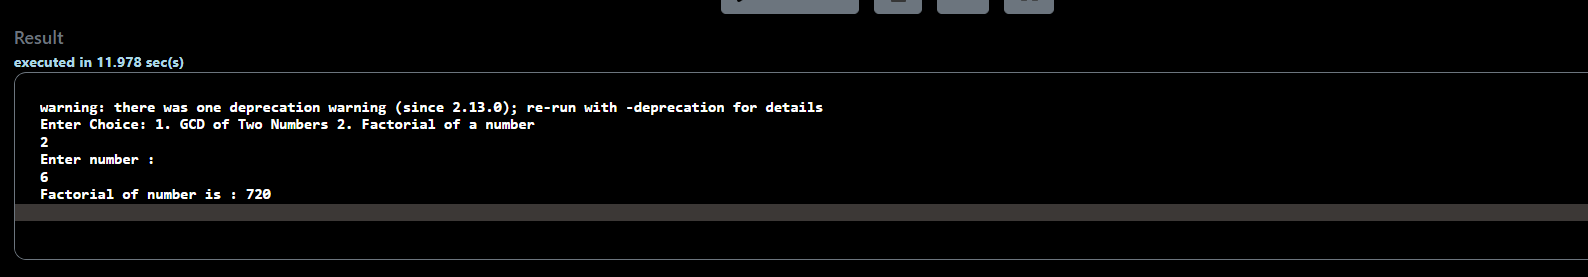 Result
executed in 11.978 sec(s)
warning: there was one deprecation warning (since 2.13.0); re-run with -deprecation for details
Enter Choice: 1. GCD of Two Numbers 2. Factorial of a number
2
Enter number :
6
Factorial of number is : 720